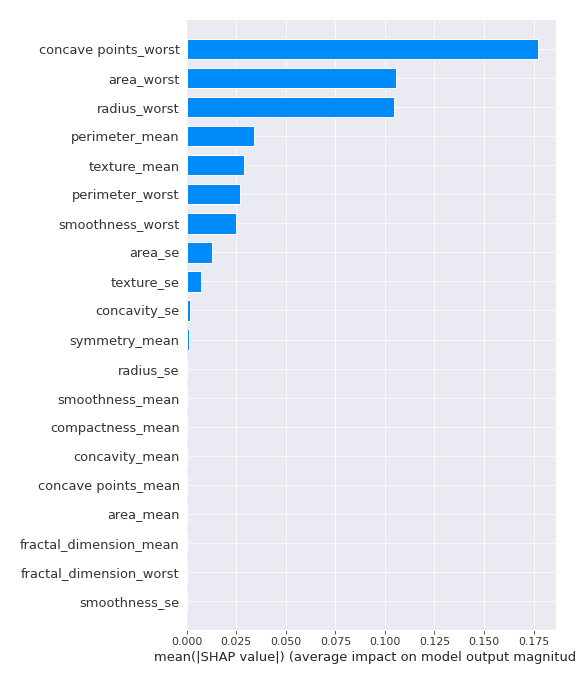 concave points_worst
area_worst
radius_worst
perimeter_mean
texture_mean
perimeter_worst
smoothness_worst
area_se
texture_se
concavity_se
symmetry_mean
radius_se
smoothness_mean
compactness_mean
concavity_mean
concave points_mean
area_mean
fractal_dimension_mean
fractal_dimension_worst
smoothness_se
0.000 0.025 0.050 0.075 0.100 0.125 0.150 0.175
mean(|SHAP value|) (average impact on model output magnitud